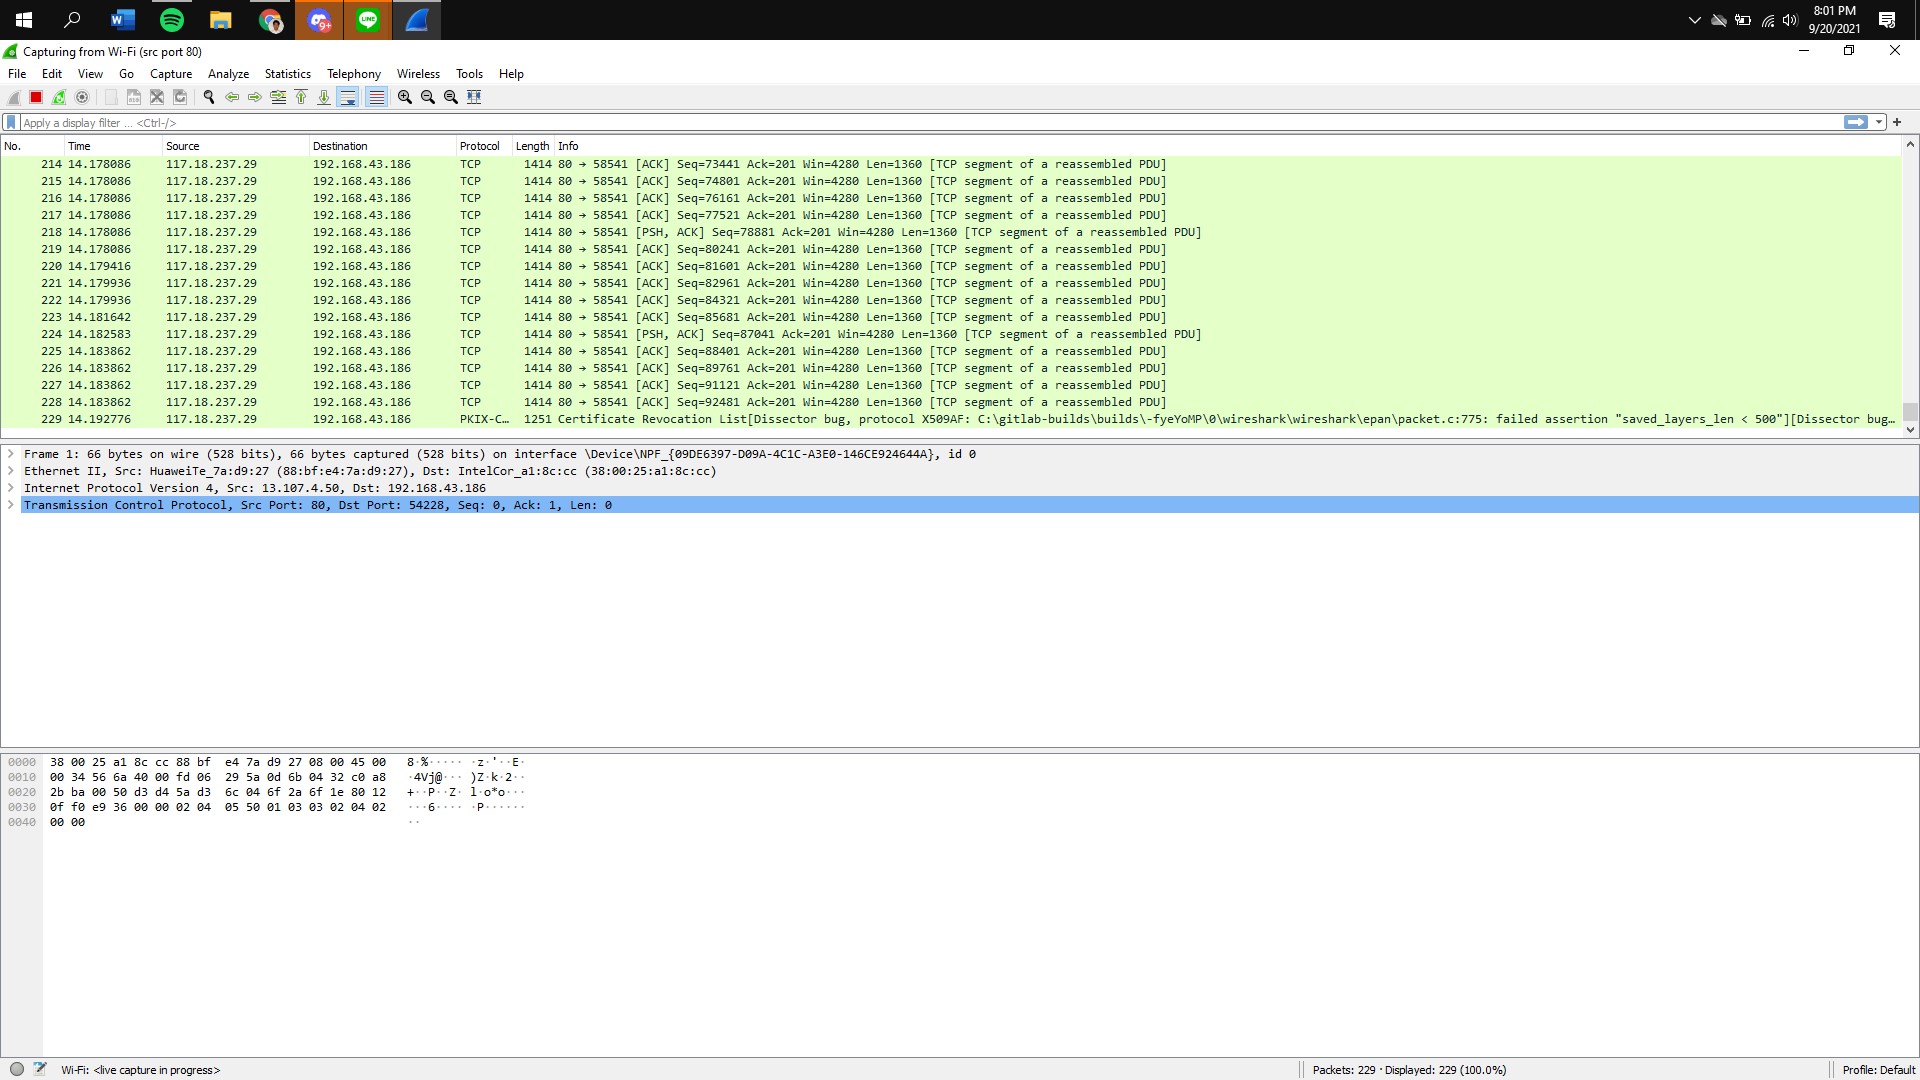 8:01 PM
9/20/2021
Capturing from Wi-Fi (src port 80)
File Edit View Go Capture Analyze Statistics Telephony Wireless Tools Help
Apply a display filter ... <Ctrl-/>
No. Time Source Destination Protocol Length Info
214 14.178086 117.18.237.29 192.168.43.186 TCP 1414 80 → 58541 [ACK] Seq=73441 Ack=201 Win=4280 Len=1360 [TCP segment of a reassembled PDU]
215 14.178086 117.18.237.29 192.168.43.186 TCP 1414 80 → 58541 [ACK] Seq=74801 Ack=201 Win=4280 Len=1360 [TCP segment of a reassembled PDU]
216 14.178086 117.18.237.29 192.168.43.186 TCP 1414 80 → 58541 [ACK] Seq=76161 Ack=201 Win=4280 Len=1360 [TCP segment of a reassembled PDU]
217 14.178086 117.18.237.29 192.168.43.186 TCP 1414 80 → 58541 [ACK] Seq=77521 Ack=201 Win=4280 Len=1360 [TCP segment of a reassembled PDU]
218 14.178086 117.18.237.29 192.168.43.186 TCP 1414 80 → 58541 [PSH, ACK] Seq=78881 Ack=201 Win=4280 Len=1360 [TCP segment of a reassembled PDU]
219 14.178086 117.18.237.29 192.168.43.186 TCP 1414 80 → 58541 [ACK] Seq=80241 Ack=201 Win=4280 Len=1360 [TCP segment of a reassembled PDU]
220 14.179416 117.18.237.29 192.168.43.186 TCP 1414 80 → 58541 [ACK] Seq=81601 Ack=201 Win=4280 Len=1360 [TCP segment of a reassembled PDU]
221 14.179936 117.18.237.29 192.168.43.186 TCP 1414 80 → 58541 [ACK] Seq=82961 Ack=201 Win=4280 Len=1360 [TCP segment of a reassembled PDU]
222 14.179936 117.18.237.29 192.168.43.186 TCP 1414 80 → 58541 [ACK] Seq=84321 Ack=201 Win=4280 Len=1360 [TCP segment of a reassembled PDU]
223 14.181642 117.18.237.29 192.168.43.186 TCP 1414 80 → 58541 [ACK] Seq=85681 Ack=201 Win=4280 Len=1360 [TCP segment of a reassembled PDU]
224 14.182583 117.18.237.29 192.168.43.186 TCP 1414 80 → 58541 [PSH, ACK] Seq=87041 Ack=201 Win=4280 Len=1360 [TCP segment of a reassembled PDU]
225 14.183862 117.18.237.29 192.168.43.186 TCP 1414 80 → 58541 [ACK] Seq=88401 Ack=201 Win=4280 Len=1360 [TCP segment of a reassembled PDU]
226 14.183862 117.18.237.29 192.168.43.186 TCP 1414 80 → 58541 [ACK] Seq=89761 Ack=201 Win=4280 Len=1360 [TCP segment of a reassembled PDU]
227 14.183862 117.18.237.29 192.168.43.186 TCP 1414 80 → 58541 [ACK] Seq=91121 Ack=201 Win=4280 Len=1360 [TCP segment of a reassembled PDU]
228 14.183862 117.18.237.29 192.168.43.186 TCP 1414 80 → 58541 [ACK] Seq=92481 Ack=201 Win=4280 Len=1360 [TCP segment of a reassembled PDU]
229 14.192776 117.18.237.29 192.168.43.186 PKIX-C… 1251 Certificate Revocation List[Dissector bug, protocol X509AF: C:\gitlab-builds\builds\-fyeYoMP\0\wireshark\wireshark\epan\packet.c:775: failed assertion "saved_layers_len < 500"][Dissector bug…
Frame 1: 66 bytes on wire (528 bits), 66 bytes captured (528 bits) on interface \Device\NPF_{09DE6397-D09A-4C1C-A3E0-146CE924644A}, id 0
Ethernet II, Src: HuaweiTe_7a:d9:27 (88:bf:e4:7a:d9:27), Dst: IntelCor_a1:8c:cc (38:00:25:a1:8c:cc)
Internet Protocol Version 4, Src: 13.107.4.50, Dst: 192.168.43.186
Transmission Control Protocol, Src Port: 80, Dst Port: 54228, Seq: 0, Ack: 1, Len: 0
0000 38 00 25 a1 8c cc 88 bf e4 7a d9 27 08 00 45 00 8·%····· ·z·'··E·
0010 00 34 56 6a 40 00 fd 06 29 5a 0d 6b 04 32 c0 a8 ·4Vj@··· )Z·k·2··
0020 2b ba 00 50 d3 d4 5a d3 6c 04 6f 2a 6f 1e 80 12 +··P··Z· l·o*o···
0030 0f f0 e9 36 00 00 02 04 05 50 01 03 03 02 04 02 ···6···· ·P······
0040 00 00 ··
Wi-Fi: <live capture in progress>
Packets: 229 · Displayed: 229 (100.0%)
Profile: Default